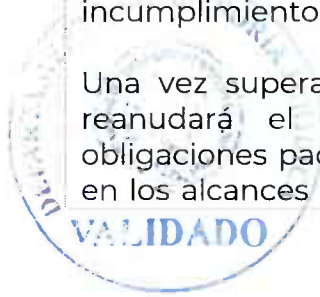 incumplimiento
Una vez supera
reanudará el
obligaciones pac
en los alcances
VALIDADO